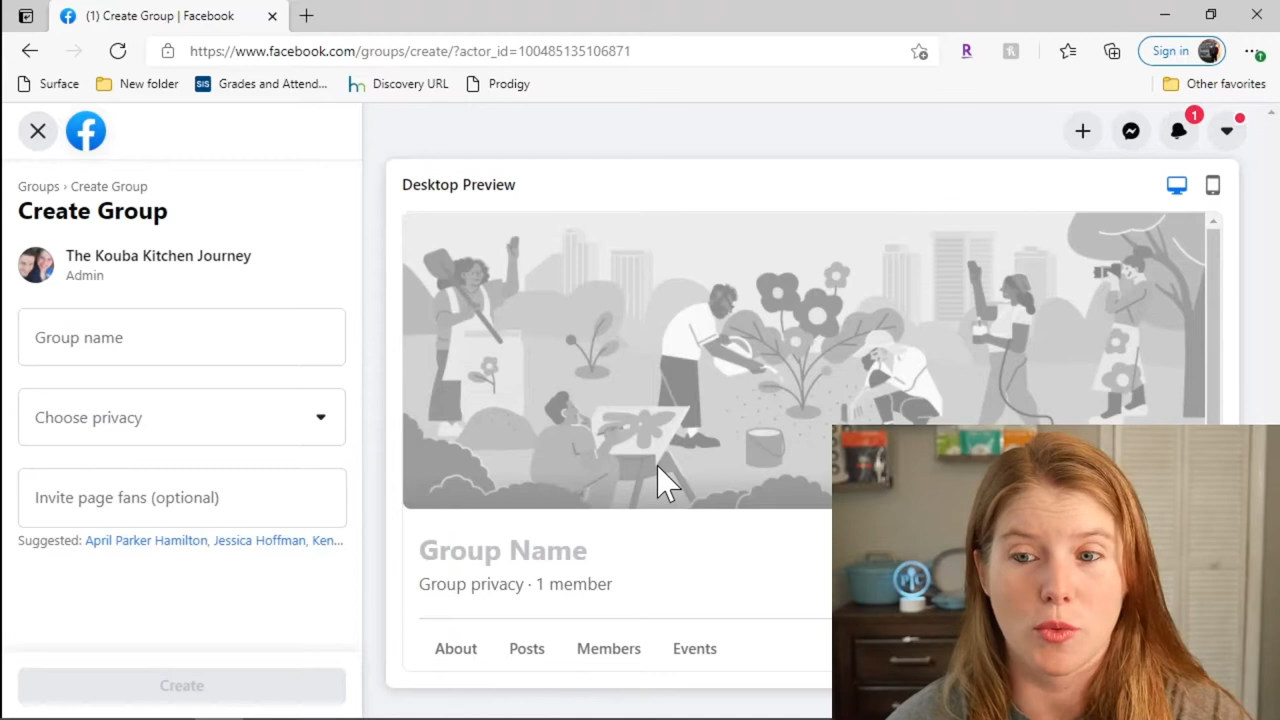 (1) Create Group | Facebook
https://www.facebook.com/groups/create/?actor_id=100485135106871
R
Sign in
Surface
New folder
SIS
Grades and Attend...
Discovery URL
Prodigy
Other favorites
1
Groups › Create Group
Create Group
The Kouba Kitchen Journey
Admin
Group name
Choose privacy
Invite page fans (optional)
Suggested: April Parker Hamilton, Jessica Hoffman, Ken...
Create
Desktop Preview
Group Name
Group privacy · 1 member
About Posts Members Events